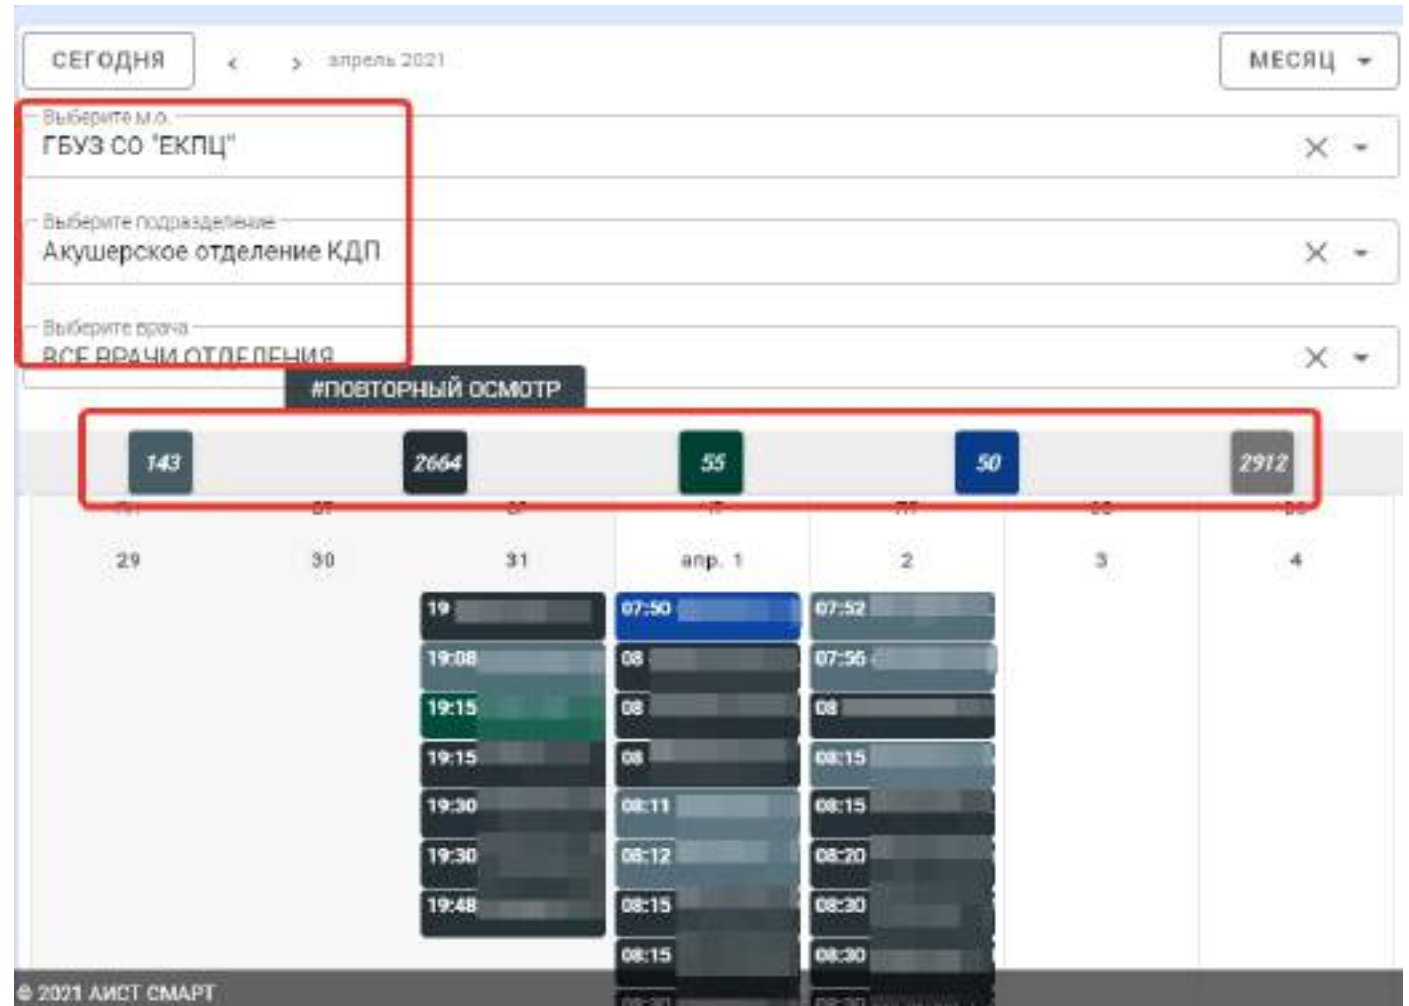 СЕГОДНЯ < > апрель 2021 МЕСЯЦ
Выберите м.о.
ГБУЗ СО "ЕКПЦ"
Выберите подразделение
Акушерское отделение КДП
Выберите врача
ВСЕ ВРАЧИ ОТДЕЛЕНИЯ
#ПОВТОРНЫЙ ОСМОТР
143 2664 55 50 2912
29 30 31 апр. 1 2 3 4
19 07:50 07:52
19:08 08 07:56
19:15 08 08
19:15 08 08:15
19:30 08:11 08:15
19:30 08:12 08:20
19:48 08:15 08:30
08:15 08:30
© 2021 АИСТ СМАРТ